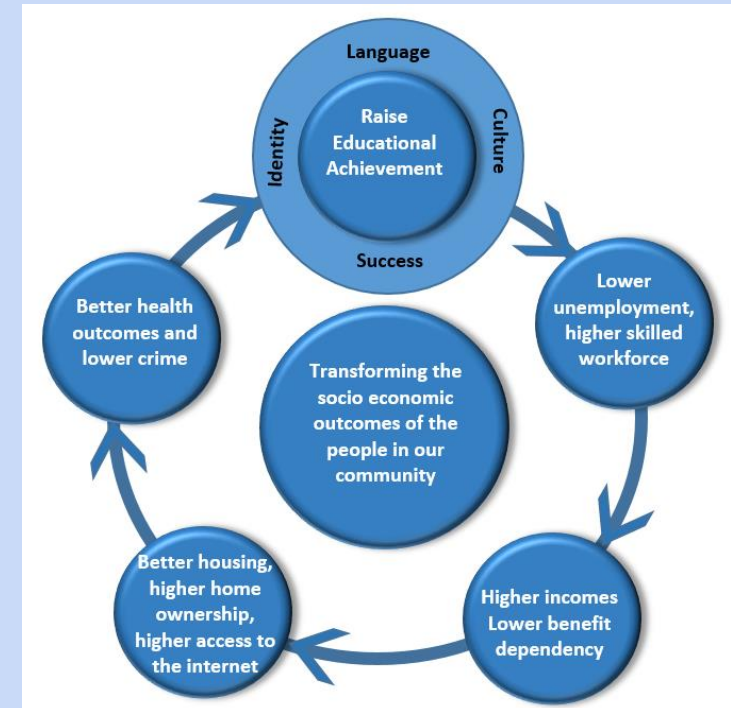 Language
Identity
Culture
Success
Raise
Educational
Achievement
Lower
unemployment,
higher skilled
workforce
Higher incomes
Lower benefit
dependency
Better housing,
higher home
ownership,
higher access to
the internet
Better health
outcomes and
lower crime
Transforming the
socio economic
outcomes of the
people in our
community